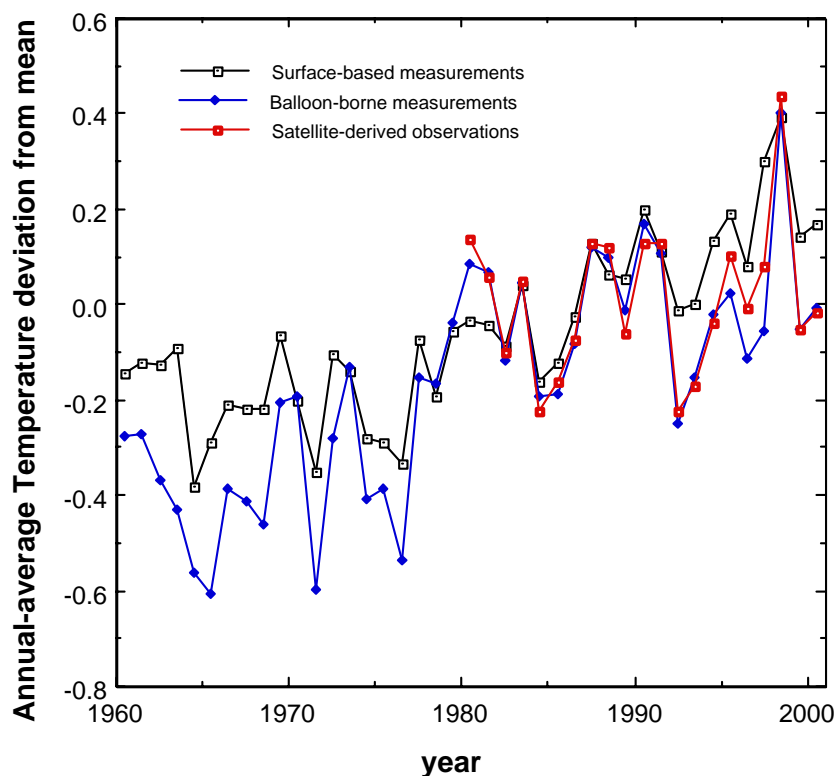 Annual-average Temperature deviation from mean
0.6
0.4
0.2
0.0
-0.2
-0.4
-0.6
-0.8
Surface-based measurements
Balloon-borne measurements
Satellite-derived observations
1960
1970
1980
1990
2000
year